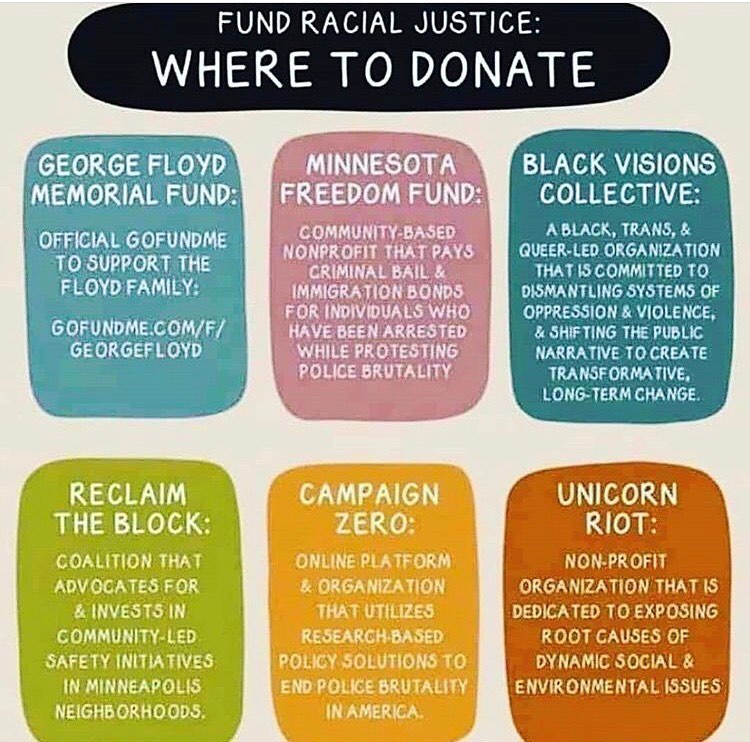 FUND RACIAL JUSTICE:
WHERE TO DONATE
GEORGE FLOYD
MEMORIAL FUND:
OFFICIAL GOFUNDME
TO SUPPORT THE
FLOYD FAMILY:
GOFUNDME.COM/F/
GEORGEFLOYD
MINNESOTA
FREEDOM FUND:
COMMUNITY-BASED
NONPROFIT THAT PAYS
CRIMINAL BAIL &
IMMIGRATION BONDS
FOR INDIVIDUALS WHO
HAVE BEEN ARRESTED
WHILE PROTESTING
POLICE BRUTALITY
BLACK VISIONS
COLLECTIVE:
A BLACK, TRANS, &
QUEER-LED ORGANIZATION
THAT IS COMMITTED TO
DISMANTLING SYSTEMS OF
OPPRESSION & VIOLENCE,
& SHIFTING THE PUBLIC
NARRATIVE TO CREATE
TRANSFORMATIVE,
LONG-TERM CHANGE.
RECLAIM
THE BLOCK:
COALITION THAT
ADVOCATES FOR
& INVESTS IN
COMMUNITY-LED
SAFETY INITIATIVES
IN MINNEAPOLIS
NEIGHBORHOODS.
CAMPAIGN
ZERO:
ONLINE PLATFORM
& ORGANIZATION
THAT UTILIZES
RESEARCH-BASED
POLICY SOLUTIONS TO
END POLICE BRUTALITY
IN AMERICA.
UNICORN
RIOT:
NON-PROFIT
ORGANIZATION THAT IS
DEDICATED TO EXPOSING
ROOT CAUSES OF
DYNAMIC SOCIAL &
ENVIRONMENTAL ISSUES